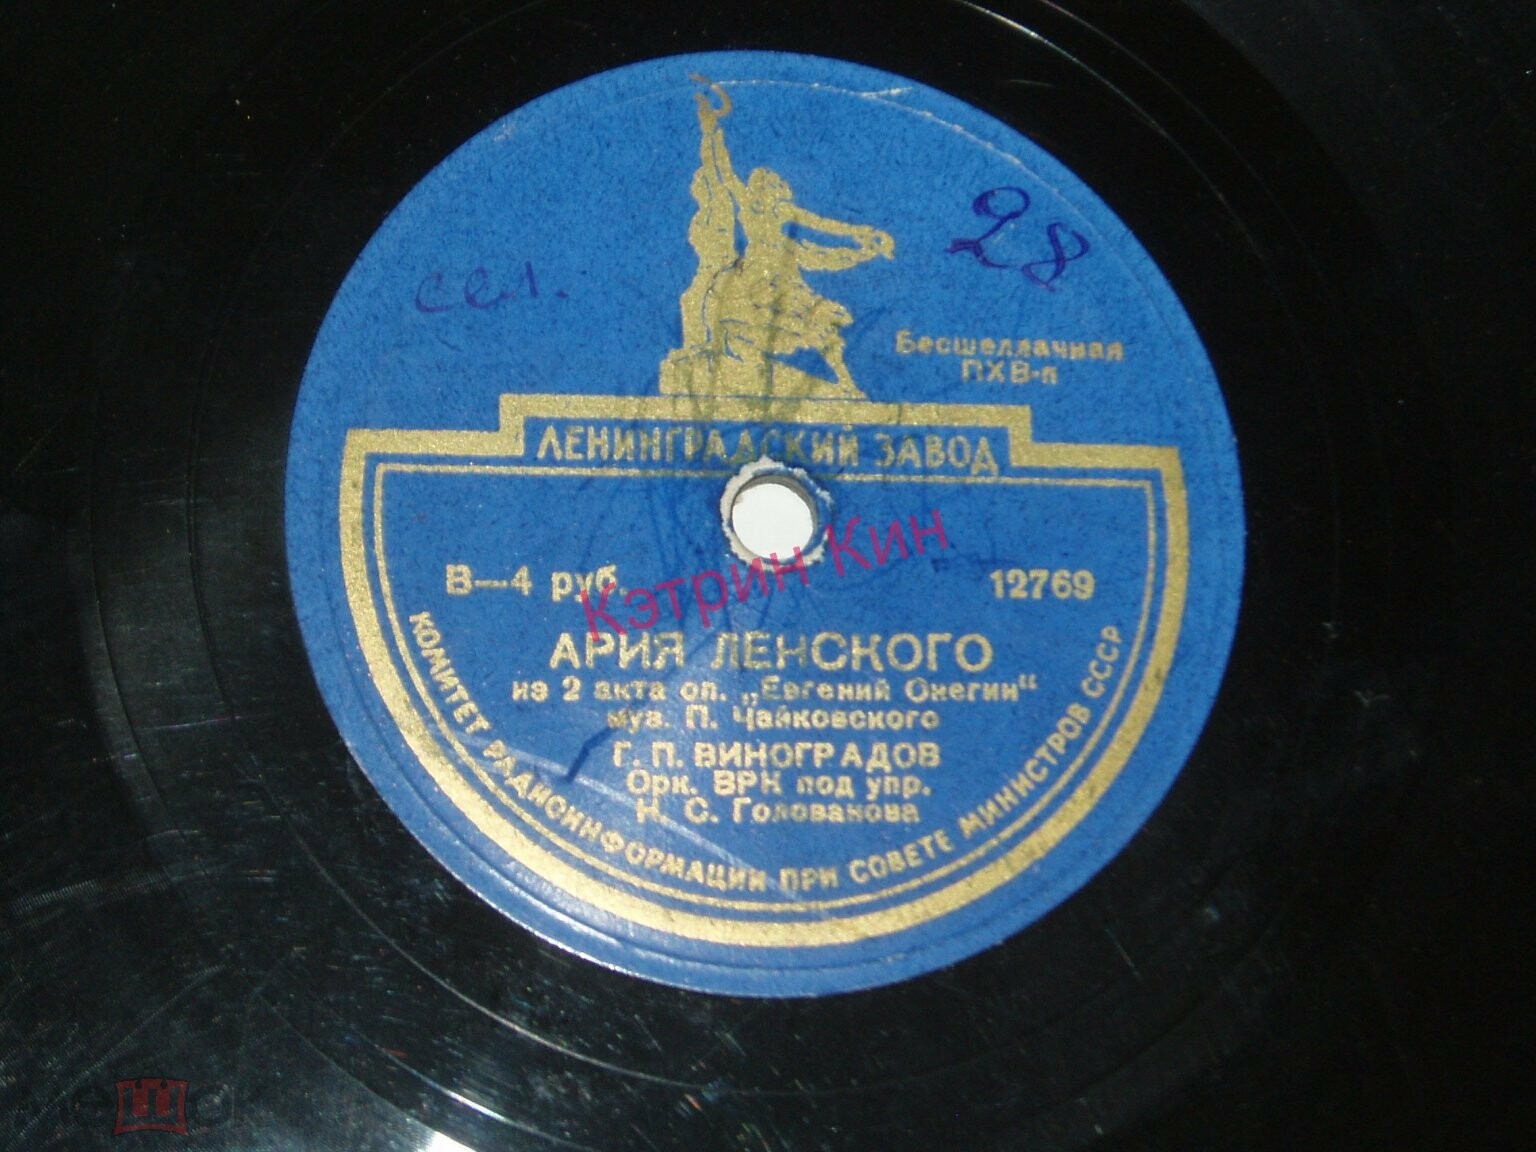 28
Бесшеллачная
ПХВ-п
ЛЕНИНГРАДСКИЙ ЗАВОД
В—4 руб.
12769
Кэтрин Кин
АРИЯ ЛЕНСКОГО
из 2 акта оп. „Евгений Онегин“
муз. П. Чайковского
Г. П. ВИНОГРАДОВ
Орк. ВРК под упр.
Н. С. Голованова
КОМИТЕТ РАДИОИНФОРМАЦИИ ПРИ СОВЕТЕ МИНИСТРОВ СССР
мешок